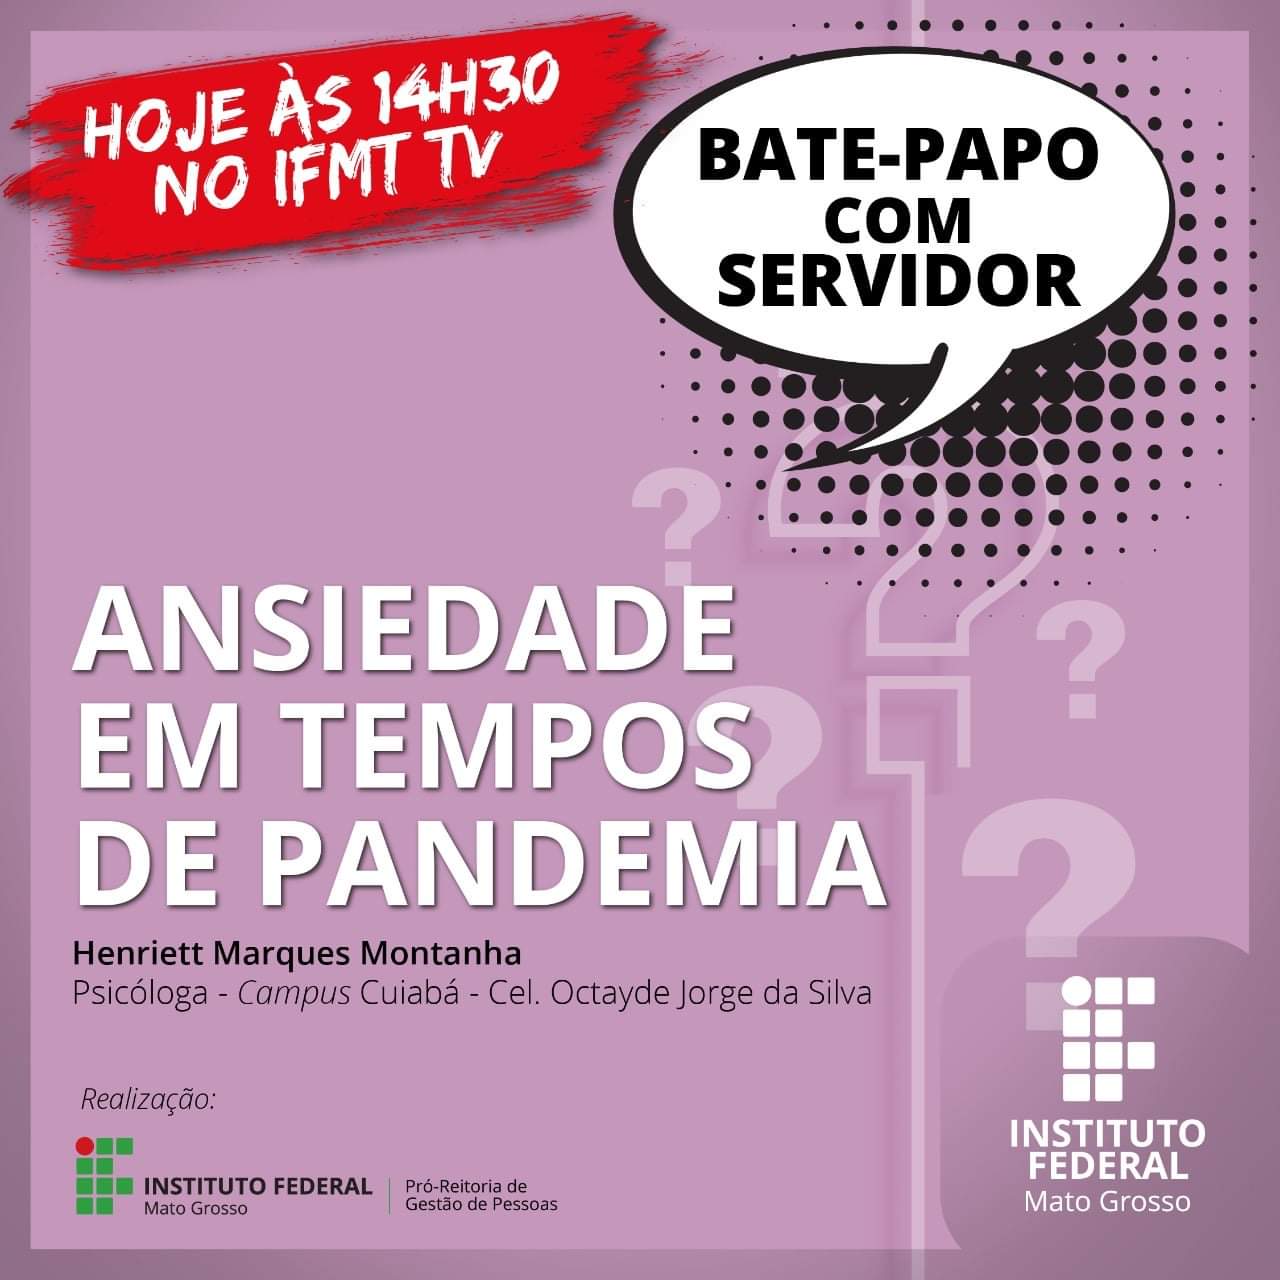 HOJE ÀS 14H30
NO IFMT TV
BATE-PAPO
COM
SERVIDOR
ANSIEDADE
EM TEMPOS
DE PANDEMIA
Henriett Marques Montanha
Psicóloga - Campus Cuiabá - Cel. Octayde Jorge da Silva
Realização:
INSTITUTO FEDERAL
Mato Grosso
Pró-Reitoria de
Gestão de Pessoas
INSTITUTO
FEDERAL
Mato Grosso